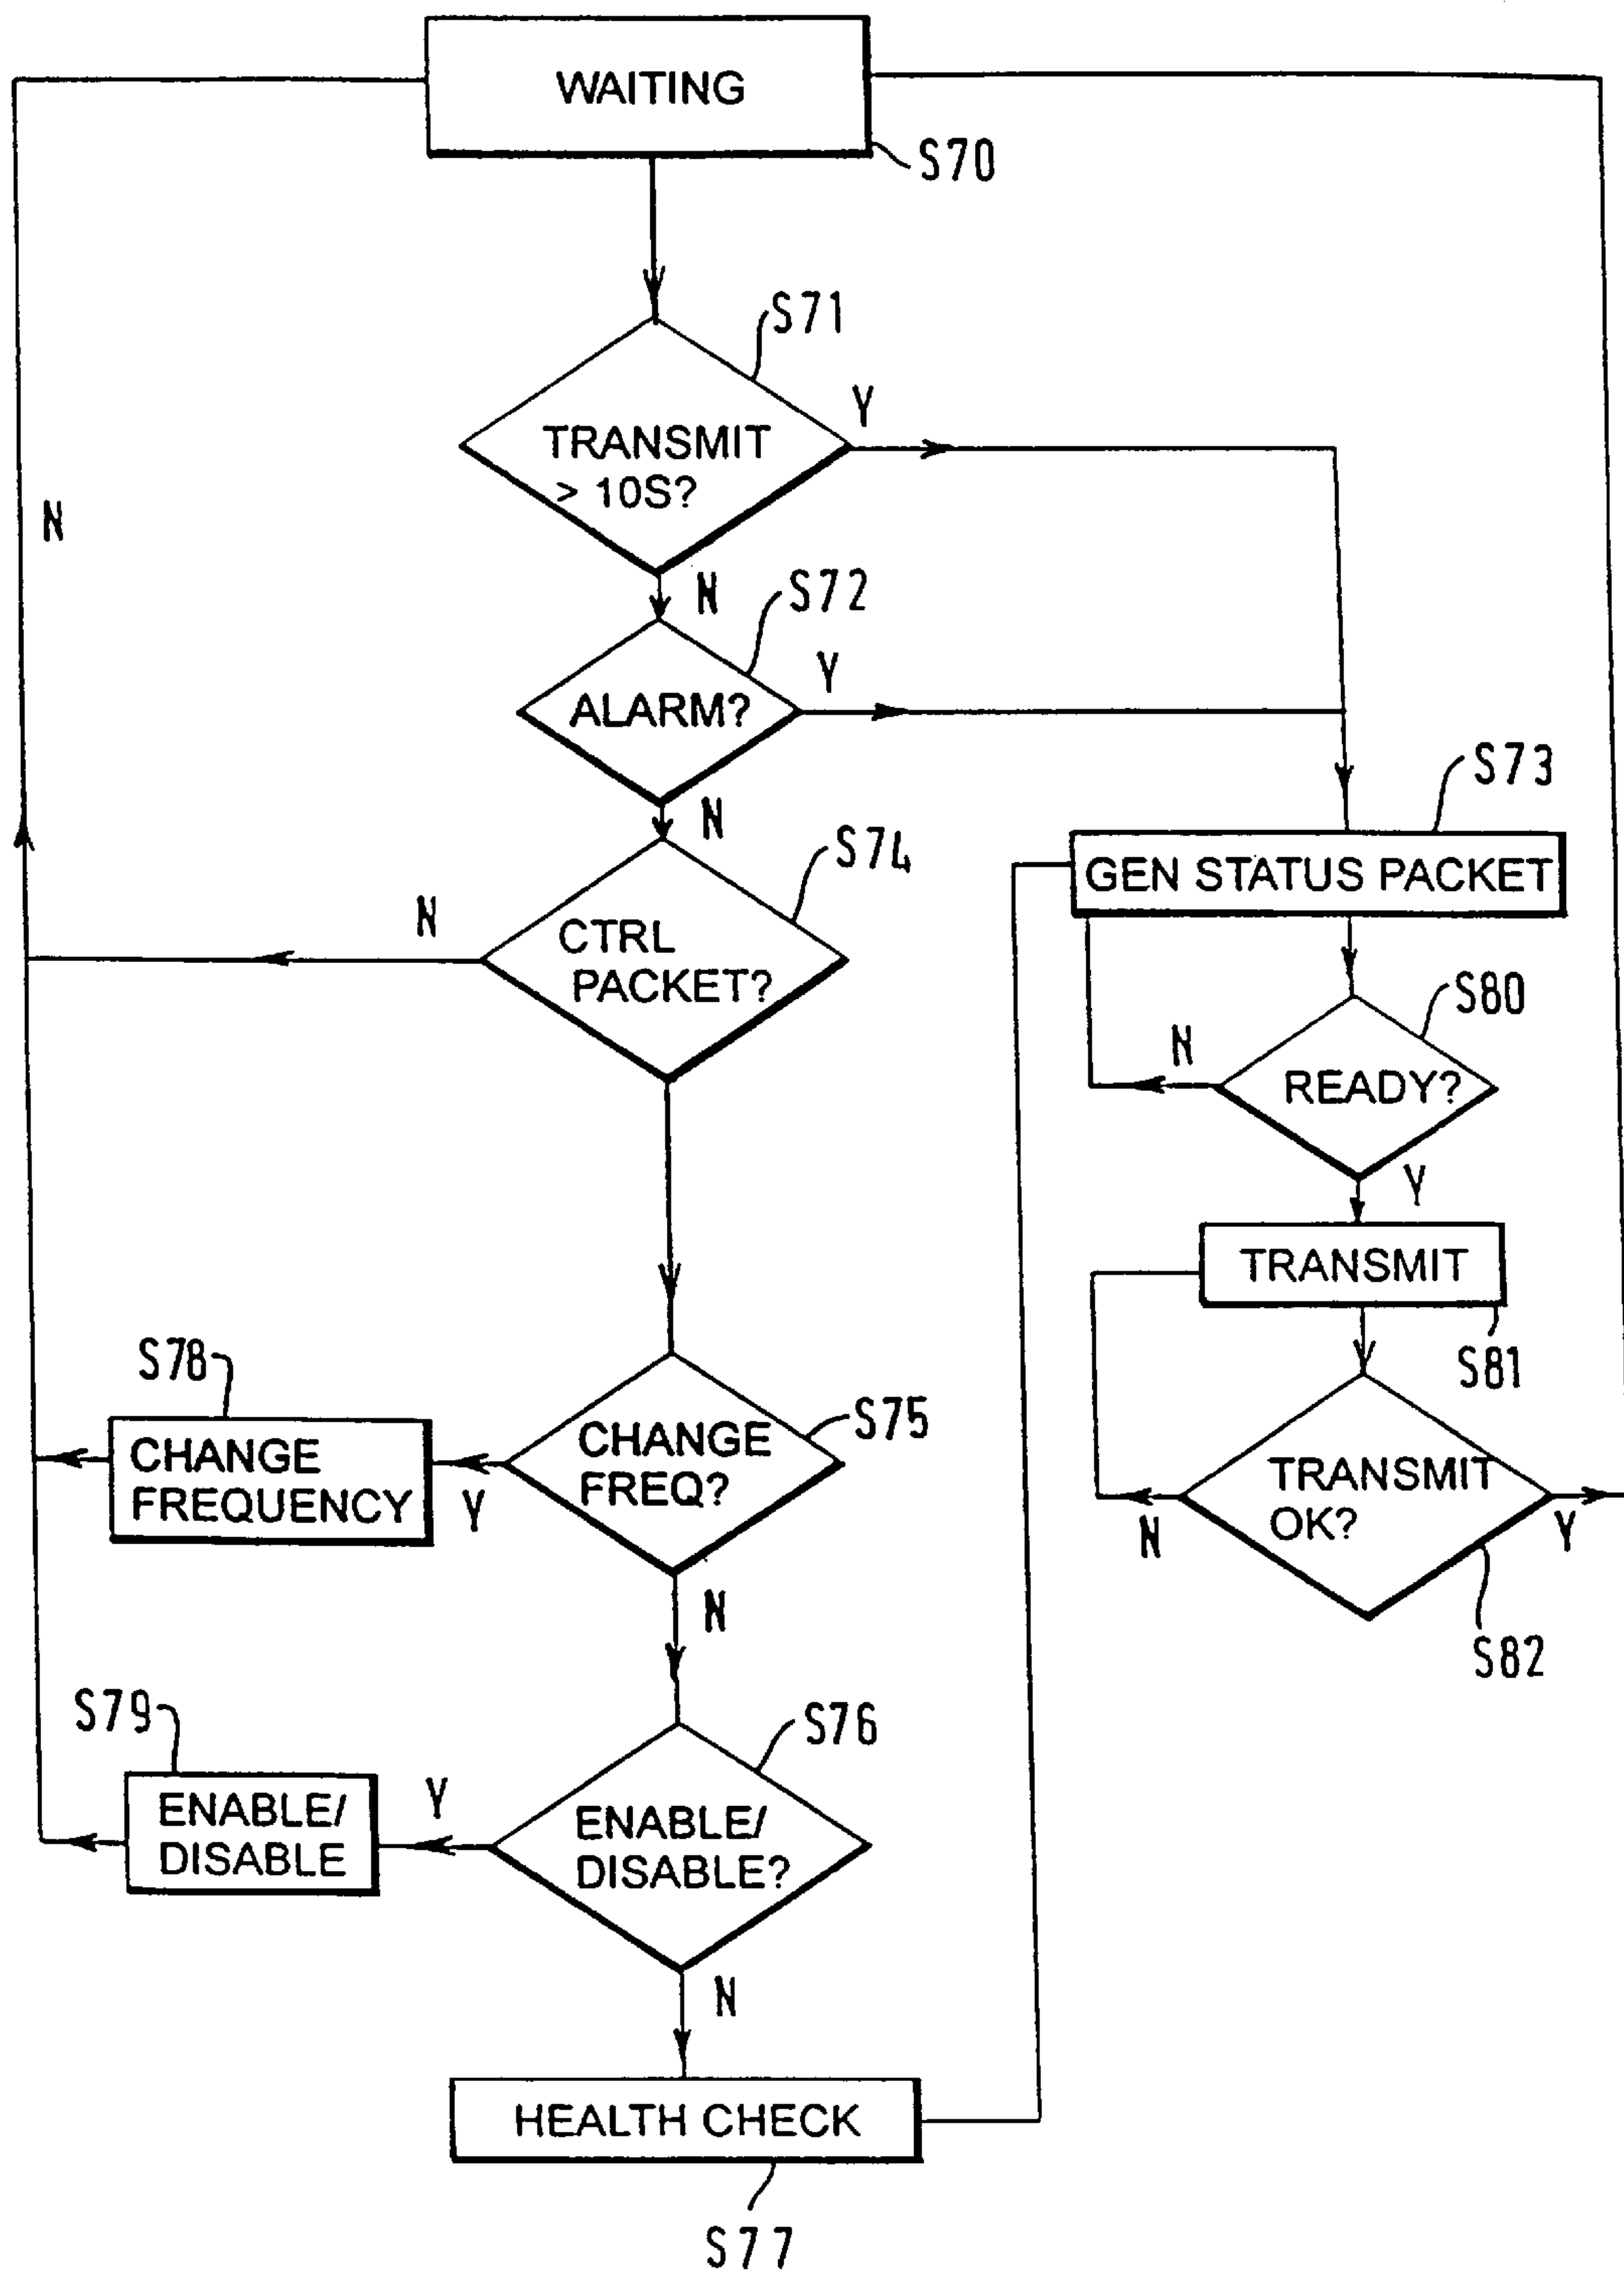 WAITING
S70
S71
Y
TRANSMIT
> 10S?
N
N
S72
Y
ALARM?
N
S73
S74
GEN STATUS PACKET
N
CTRL
PACKET?
S80
N
READY?
Y
TRANSMIT
S81
S78
S75
CHANGE
FREQUENCY
Y
CHANGE
FREQ?
TRANSMIT
OK?
N
Y
N
S82
S79
S76
ENABLE/
DISABLE
Y
ENABLE/
DISABLE?
N
HEALTH CHECK
S77